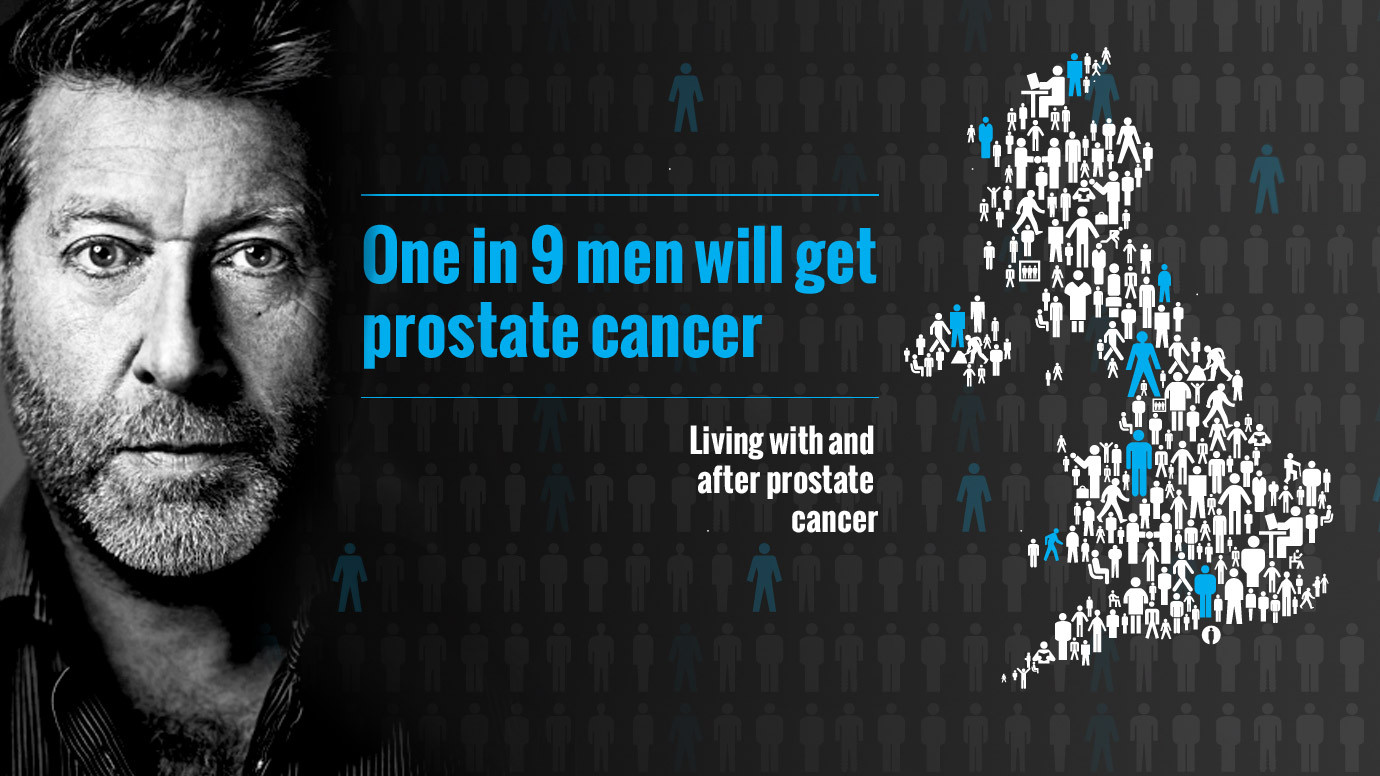 One in 9 men will get
prostate cancer
Living with and
after prostate
cancer